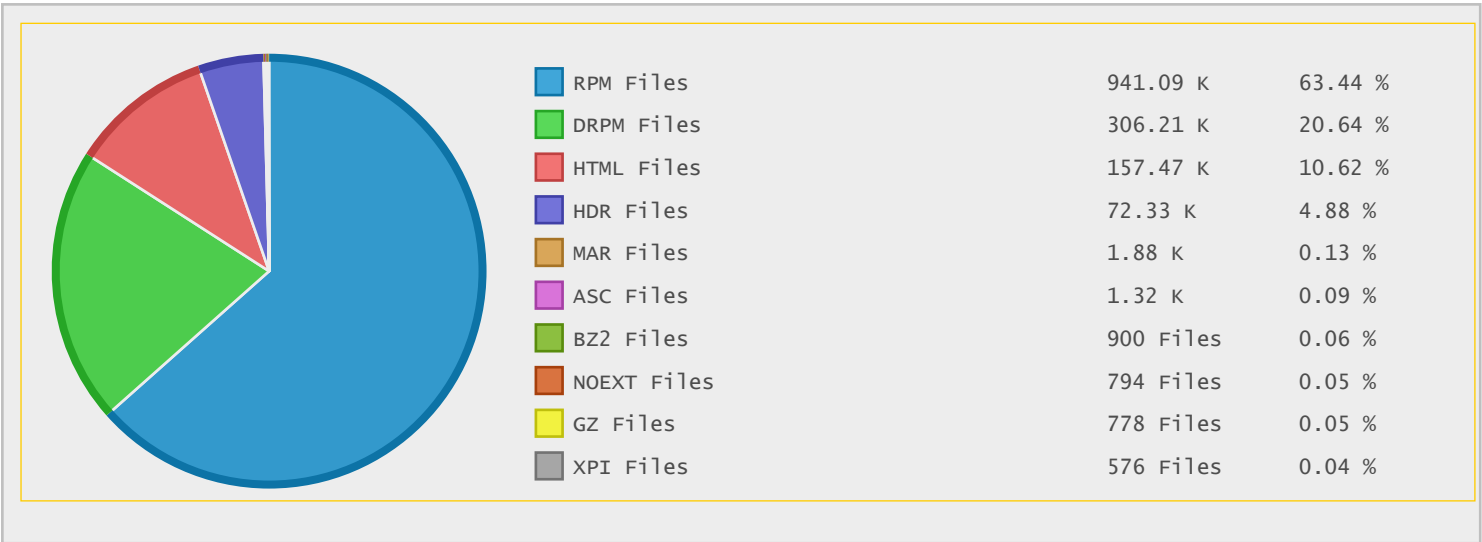 RPM Files 941.09 K 63.44 %
DRPM Files 306.21 K 20.64 %
HTML Files 157.47 K 10.62 %
HDR Files 72.33 K 4.88 %
MAR Files 1.88 K 0.13 %
ASC Files 1.32 K 0.09 %
BZ2 Files 900 Files 0.06 %
NOEXT Files 794 Files 0.05 %
GZ Files 778 Files 0.05 %
XPI Files 576 Files 0.04 %